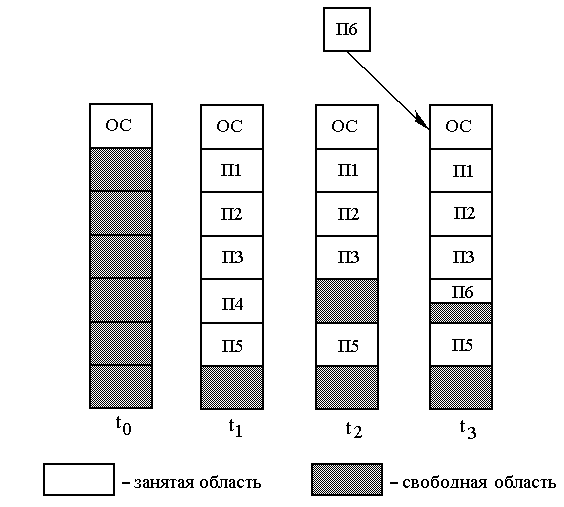 П6
ОС ОС ОС ОС
П1 П1 П1
П2 П2 П2
П3 П3 П3
П4 П6
П5 П5 П5
t0 t1 t2 t3
– занятая область – свободная область